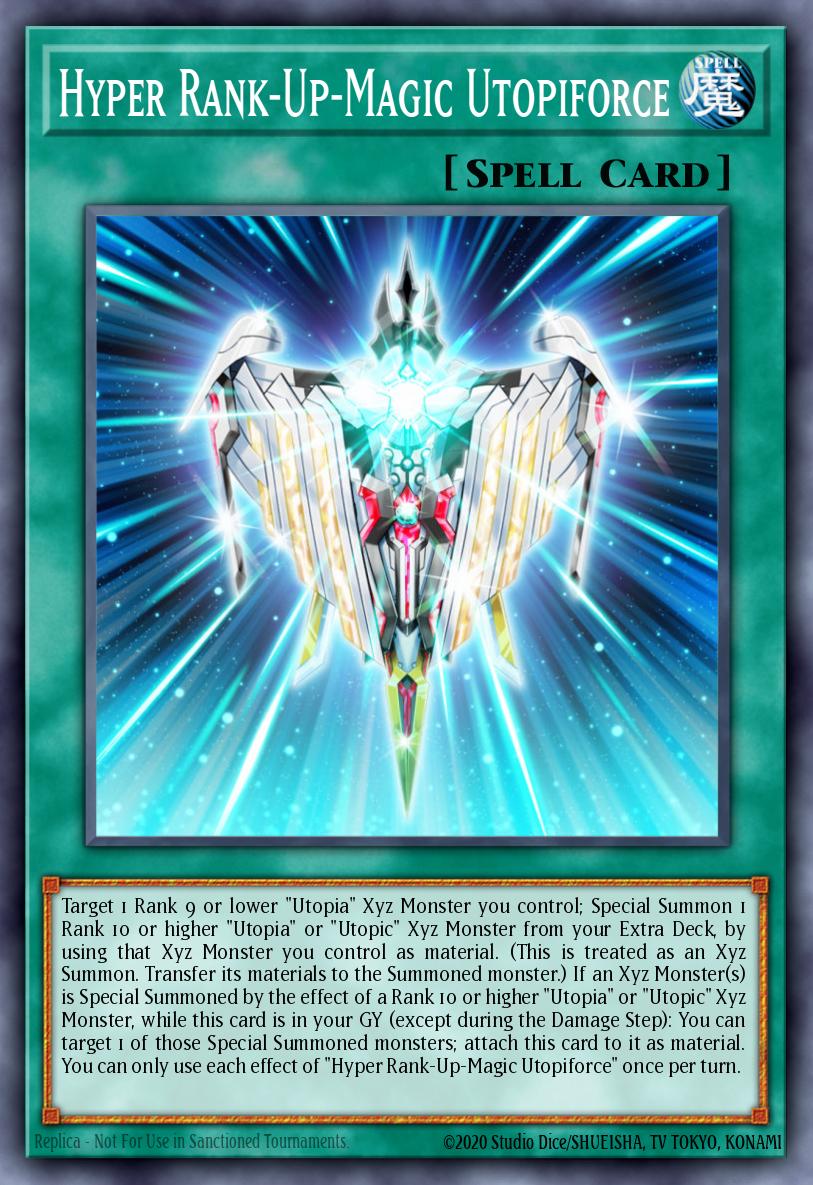 Hyper Rank-Up-Magic Utopiforce
SPELL
魔
[ Spell Card ]
Target 1 Rank 9 or lower "Utopia" Xyz Monster you control; Special Summon 1
Rank 10 or higher "Utopia" or "Utopic" Xyz Monster from your Extra Deck, by
using that Xyz Monster you control as material. (This is treated as an Xyz
Summon. Transfer its materials to the Summoned monster.) If an Xyz Monster(s)
is Special Summoned by the effect of a Rank 10 or higher "Utopia" or "Utopic" Xyz
Monster, while this card is in your GY (except during the Damage Step): You can
target 1 of those Special Summoned monsters; attach this card to it as material.
You can only use each effect of "Hyper Rank-Up-Magic Utopiforce" once per turn.
Replica - Not For Use in Sanctioned Tournaments.
©2020 Studio Dice/SHUEISHA, TV TOKYO, KONAMI